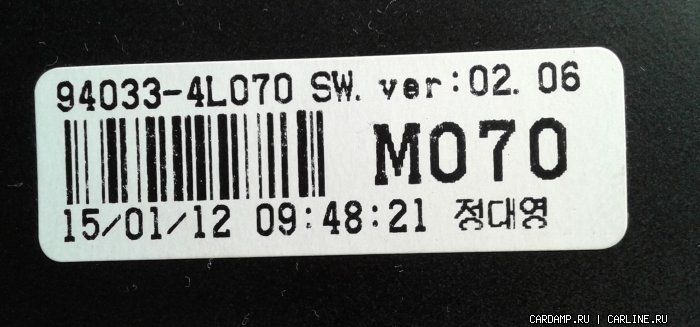 94033-4L070 SW. ver:02. 06
M070
15/01/12 09:48:21 정대영
CARDAMP.RU | CARLINE.RU